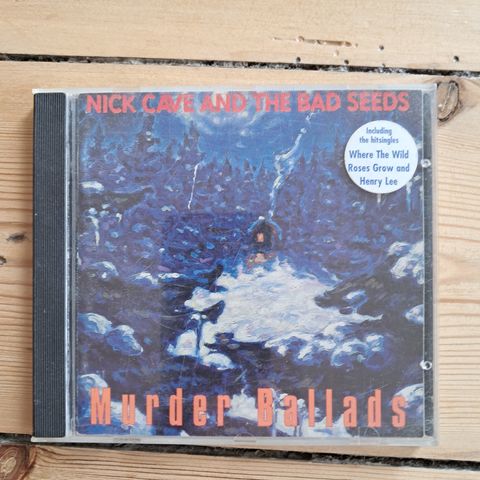 NICK CAVE AND THE BAD SEEDS
Including
the hitsingles
Where The Wild
Roses Grow and
Henry Lee
Murder Ballads